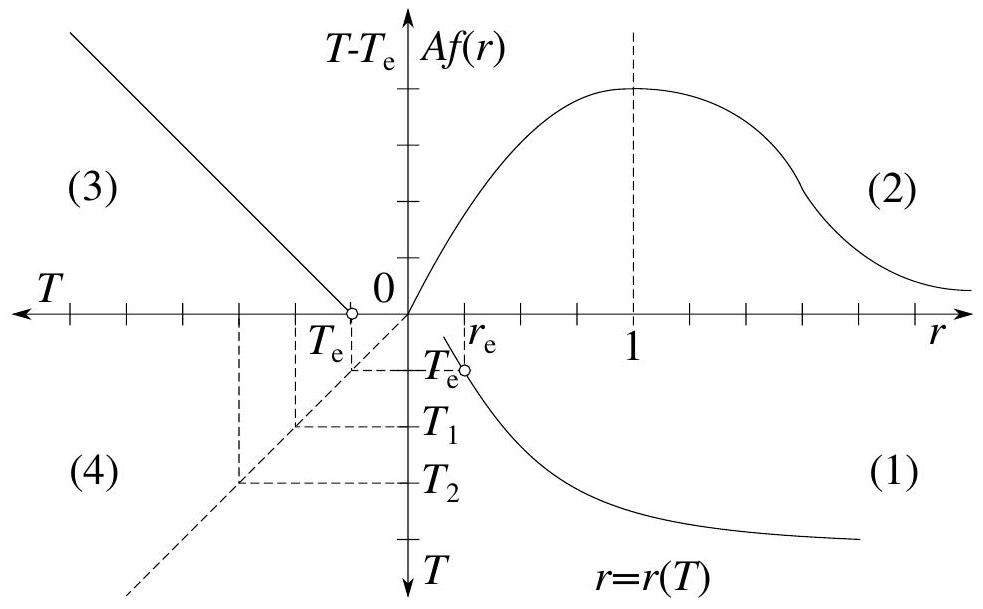 T-Te Af(r)
(3)
(2)
T
0
Te
re
1
r
Te
T1
(4)
T2
(1)
T
r=r(T)